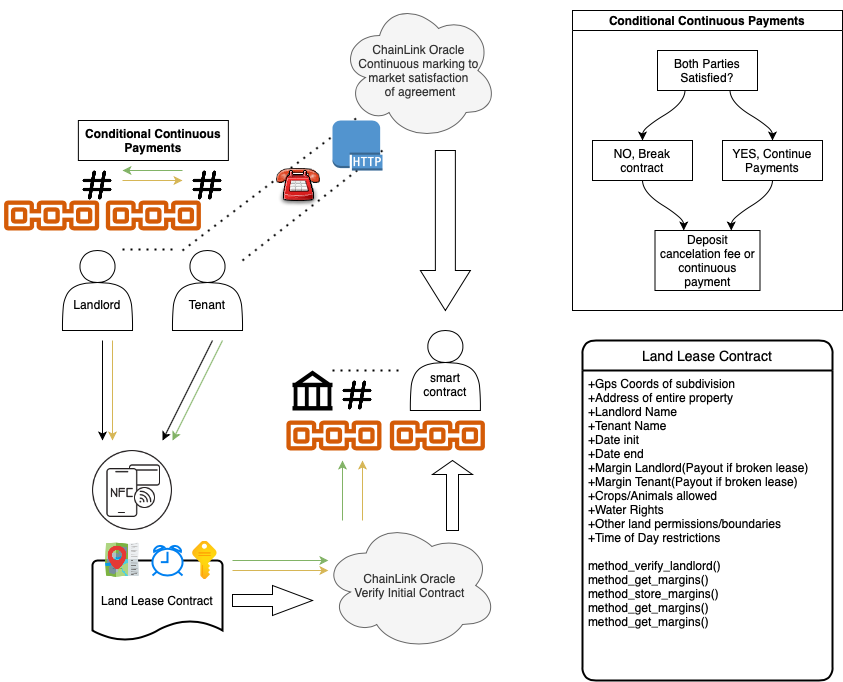 ChainLink Oracle
Continuous marking to
market satisfaction
of agreement
Conditional Continuous
Payments
#
#
HTTP
Landlord
Tenant
smart
contract
#
NFC
Land Lease Contract
ChainLink Oracle
Verify Initial Contract
Conditional Continuous Payments
Both Parties
Satisfied?
NO, Break
contract
YES, Continue
Payments
Deposit
cancelation fee or
continuous
payment
Land Lease Contract
+Gps Coords of subdivision
+Address of entire property
+Landlord Name
+Tenant Name
+Date init
+Date end
+Margin Landlord(Payout if broken lease)
+Margin Tenant(Payout if broken lease)
+Crops/Animals allowed
+Water Rights
+Other land permissions/boundaries
+Time of Day restrictions
method_verify_landlord()
method_get_margins()
method_store_margins()
method_get_margins()
method_get_margins()